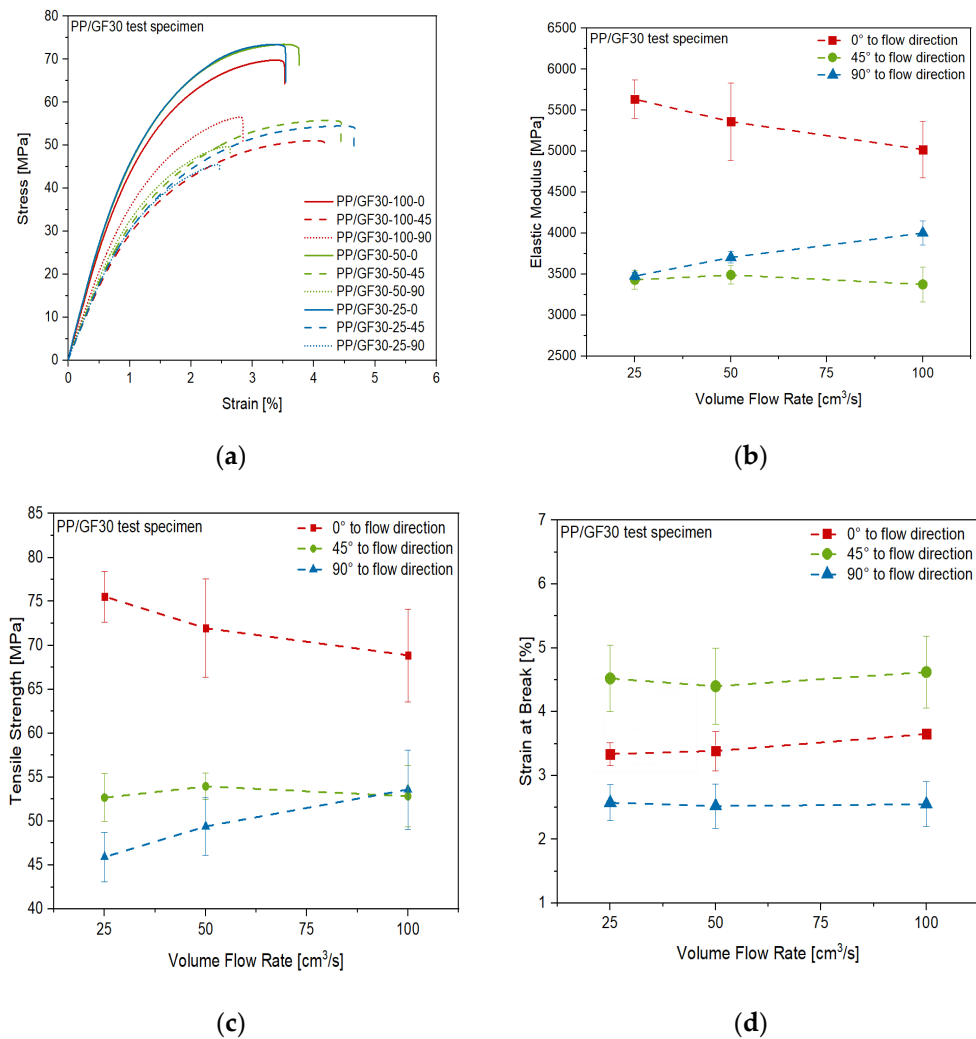 PP/GF30 test specimen
80
70
60
50
40
30
20
10
0
Stress [MPa]
PP/GF30-100-0
PP/GF30-100-45
PP/GF30-100-90
PP/GF30-50-0
PP/GF30-50-45
PP/GF30-50-90
PP/GF30-25-0
PP/GF30-25-45
PP/GF30-25-90
0 1 2 3 4 5 6
Strain [%]
(a)
PP/GF30 test specimen
0° to flow direction
45° to flow direction
90° to flow direction
6500
6000
5500
5000
4500
4000
3500
3000
2500
Elastic Modulus [MPa]
25 50 75 100
Volume Flow Rate [cm³/s]
(b)
PP/GF30 test specimen
0° to flow direction
45° to flow direction
90° to flow direction
85
80
75
70
65
60
55
50
45
40
Tensile Strength [MPa]
25 50 75 100
Volume Flow Rate [cm³/s]
(c)
PP/GF30 test specimen
0° to flow direction
45° to flow direction
90° to flow direction
7
6
5
4
3
2
1
Strain at Break [%]
25 50 75 100
Volume Flow Rate [cm³/s]
(d)